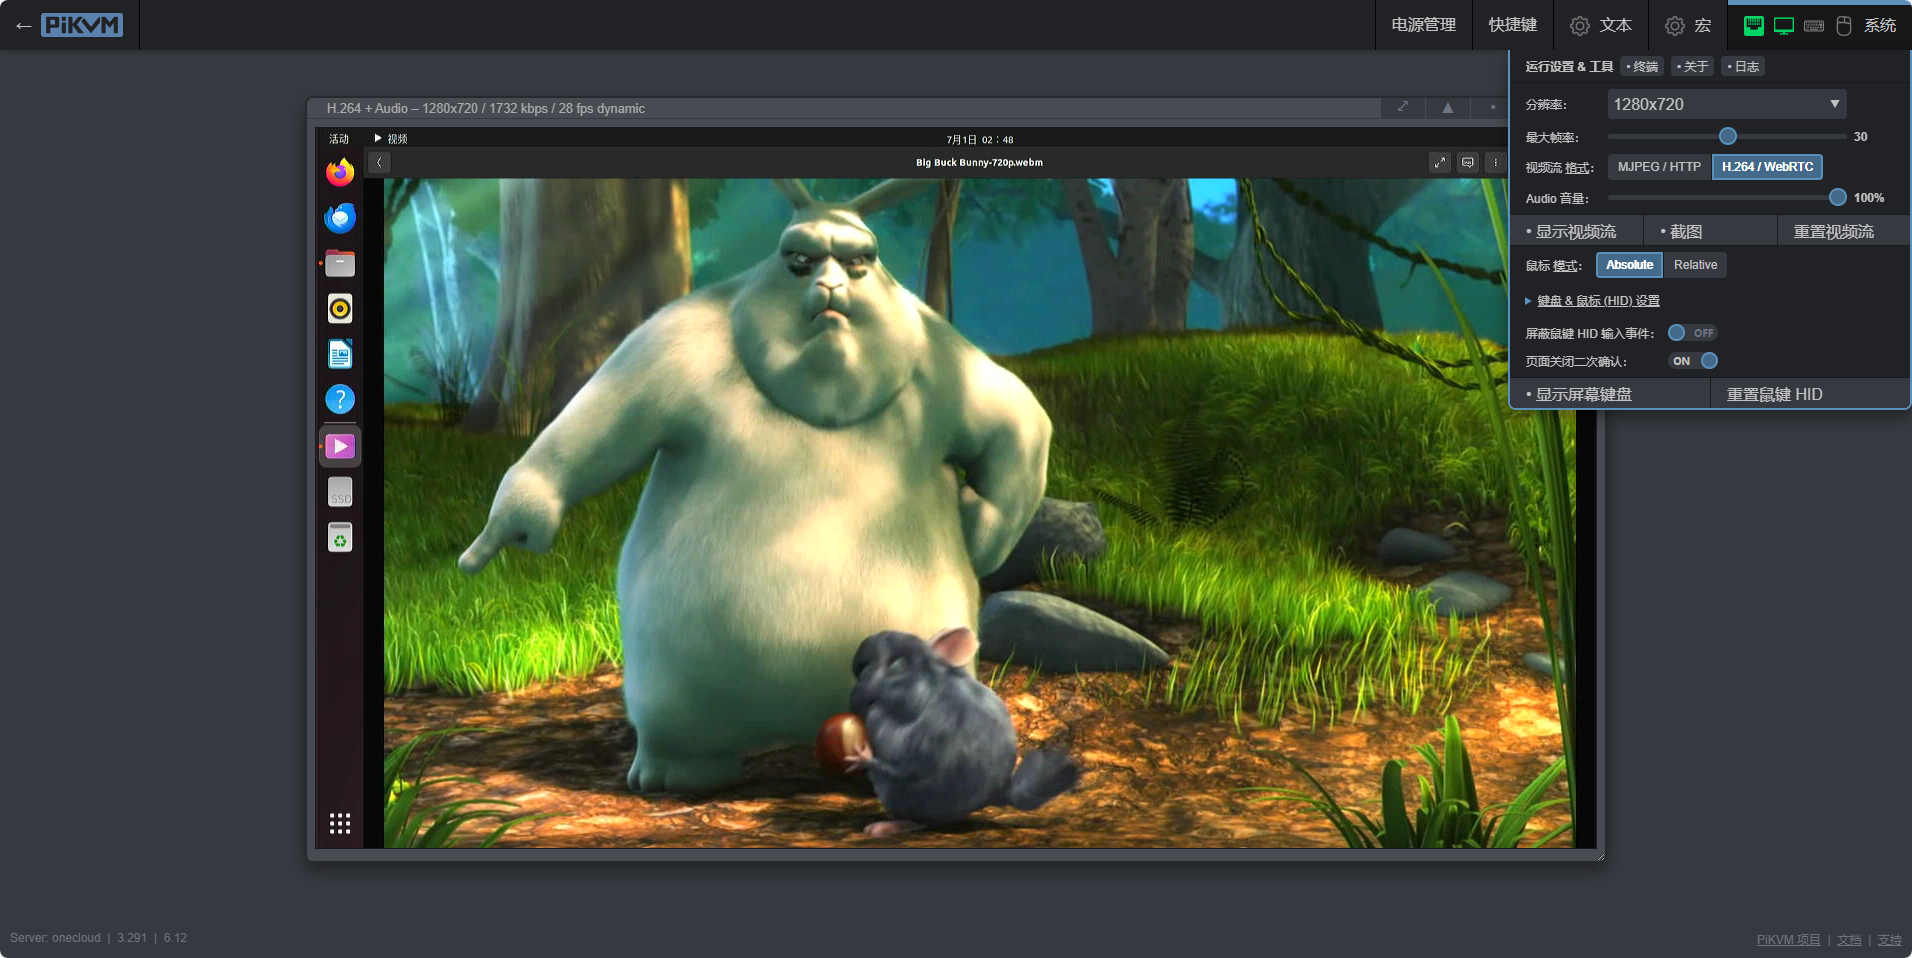 ← PiKVM
电源管理 快捷键 文本 宏 系统
运行设置 & 工具 • 终端 • 关于 • 日志
分辨率: 1280x720 ▼
最大帧率: 30
视频流 格式: MJPEG / HTTP H.264 / WebRTC
Audio 音量: 100%
• 显示视频流 • 截图 重置视频流
鼠标 模式: Absolute Relative
键盘 & 鼠标 (HID) 设置
屏蔽鼠键 HID 输入事件: OFF
页面关闭二次确认: ON
• 显示屏幕键盘 重置鼠键 HID
H.264 + Audio – 1280x720 / 1732 kbps / 28 fps dynamic
活动 视频 7月1日 02：48
Big Buck Bunny-720p.webm
SSD
Server: onecloud | 3.291 | 6.12
PiKVM 项目 | 文档 | 支持